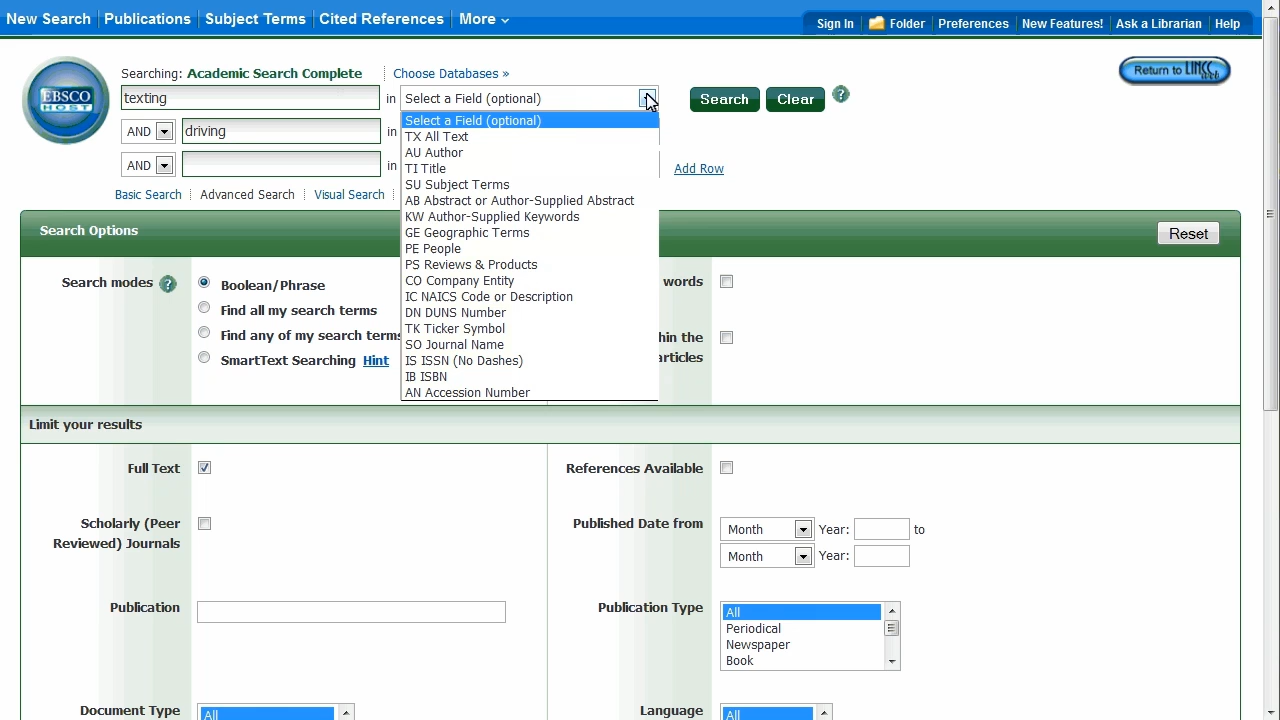 New Search Publications Subject Terms Cited References More
Sign In Folder Preferences New Features! Ask a Librarian Help
Searching: Academic Search Complete Choose Databases »
Return to LINCC Web
EBSCO HOST
texting in Select a Field (optional) Search Clear ?
Select a Field (optional)
AND driving in
TX All Text
AU Author
AND in
TI Title
Add Row
SU Subject Terms
Basic Search Advanced Search Visual Search
AB Abstract or Author-Supplied Abstract
KW Author-Supplied Keywords
GE Geographic Terms
PE People
PS Reviews & Products
CO Company Entity
IC NAICS Code or Description
DN DUNS Number
TK Ticker Symbol
SO Journal Name
IS ISSN (No Dashes)
IB ISBN
AN Accession Number
Search Options Reset
Search modes ? Boolean/Phrase
Find all my search terms
Find any of my search terms
SmartText Searching Hint
words
the
articles
Limit your results
Full Text References Available
Scholarly (Peer Reviewed) Journals
Published Date from Month Year: to
Month Year:
Publication
Publication Type All
Periodical
Newspaper
Book
Document Type All
Language All